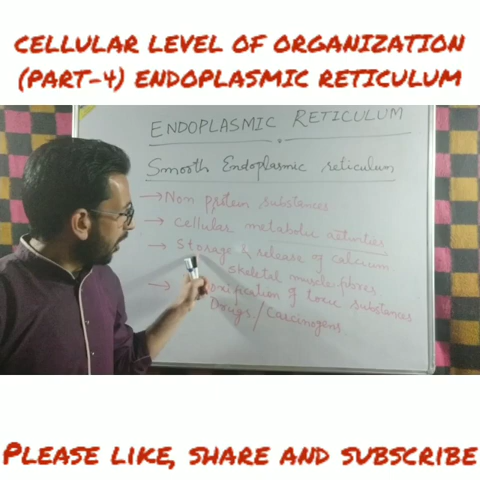 CELLULAR LEVEL OF ORGANIZATION
(PART-4) ENDOPLASMIC RETICULUM
ENDOPLASMIC RETICULUM
Smooth Endoplasmic reticulum
→ Non protein substances
→ Cellular metabolic activities
→ Storage & release of calcium
skeletal muscle fibres
→ oxification of toxic substances
Drugs/Carcinogens
PLEASE LIKE, SHARE AND SUBSCRIBE